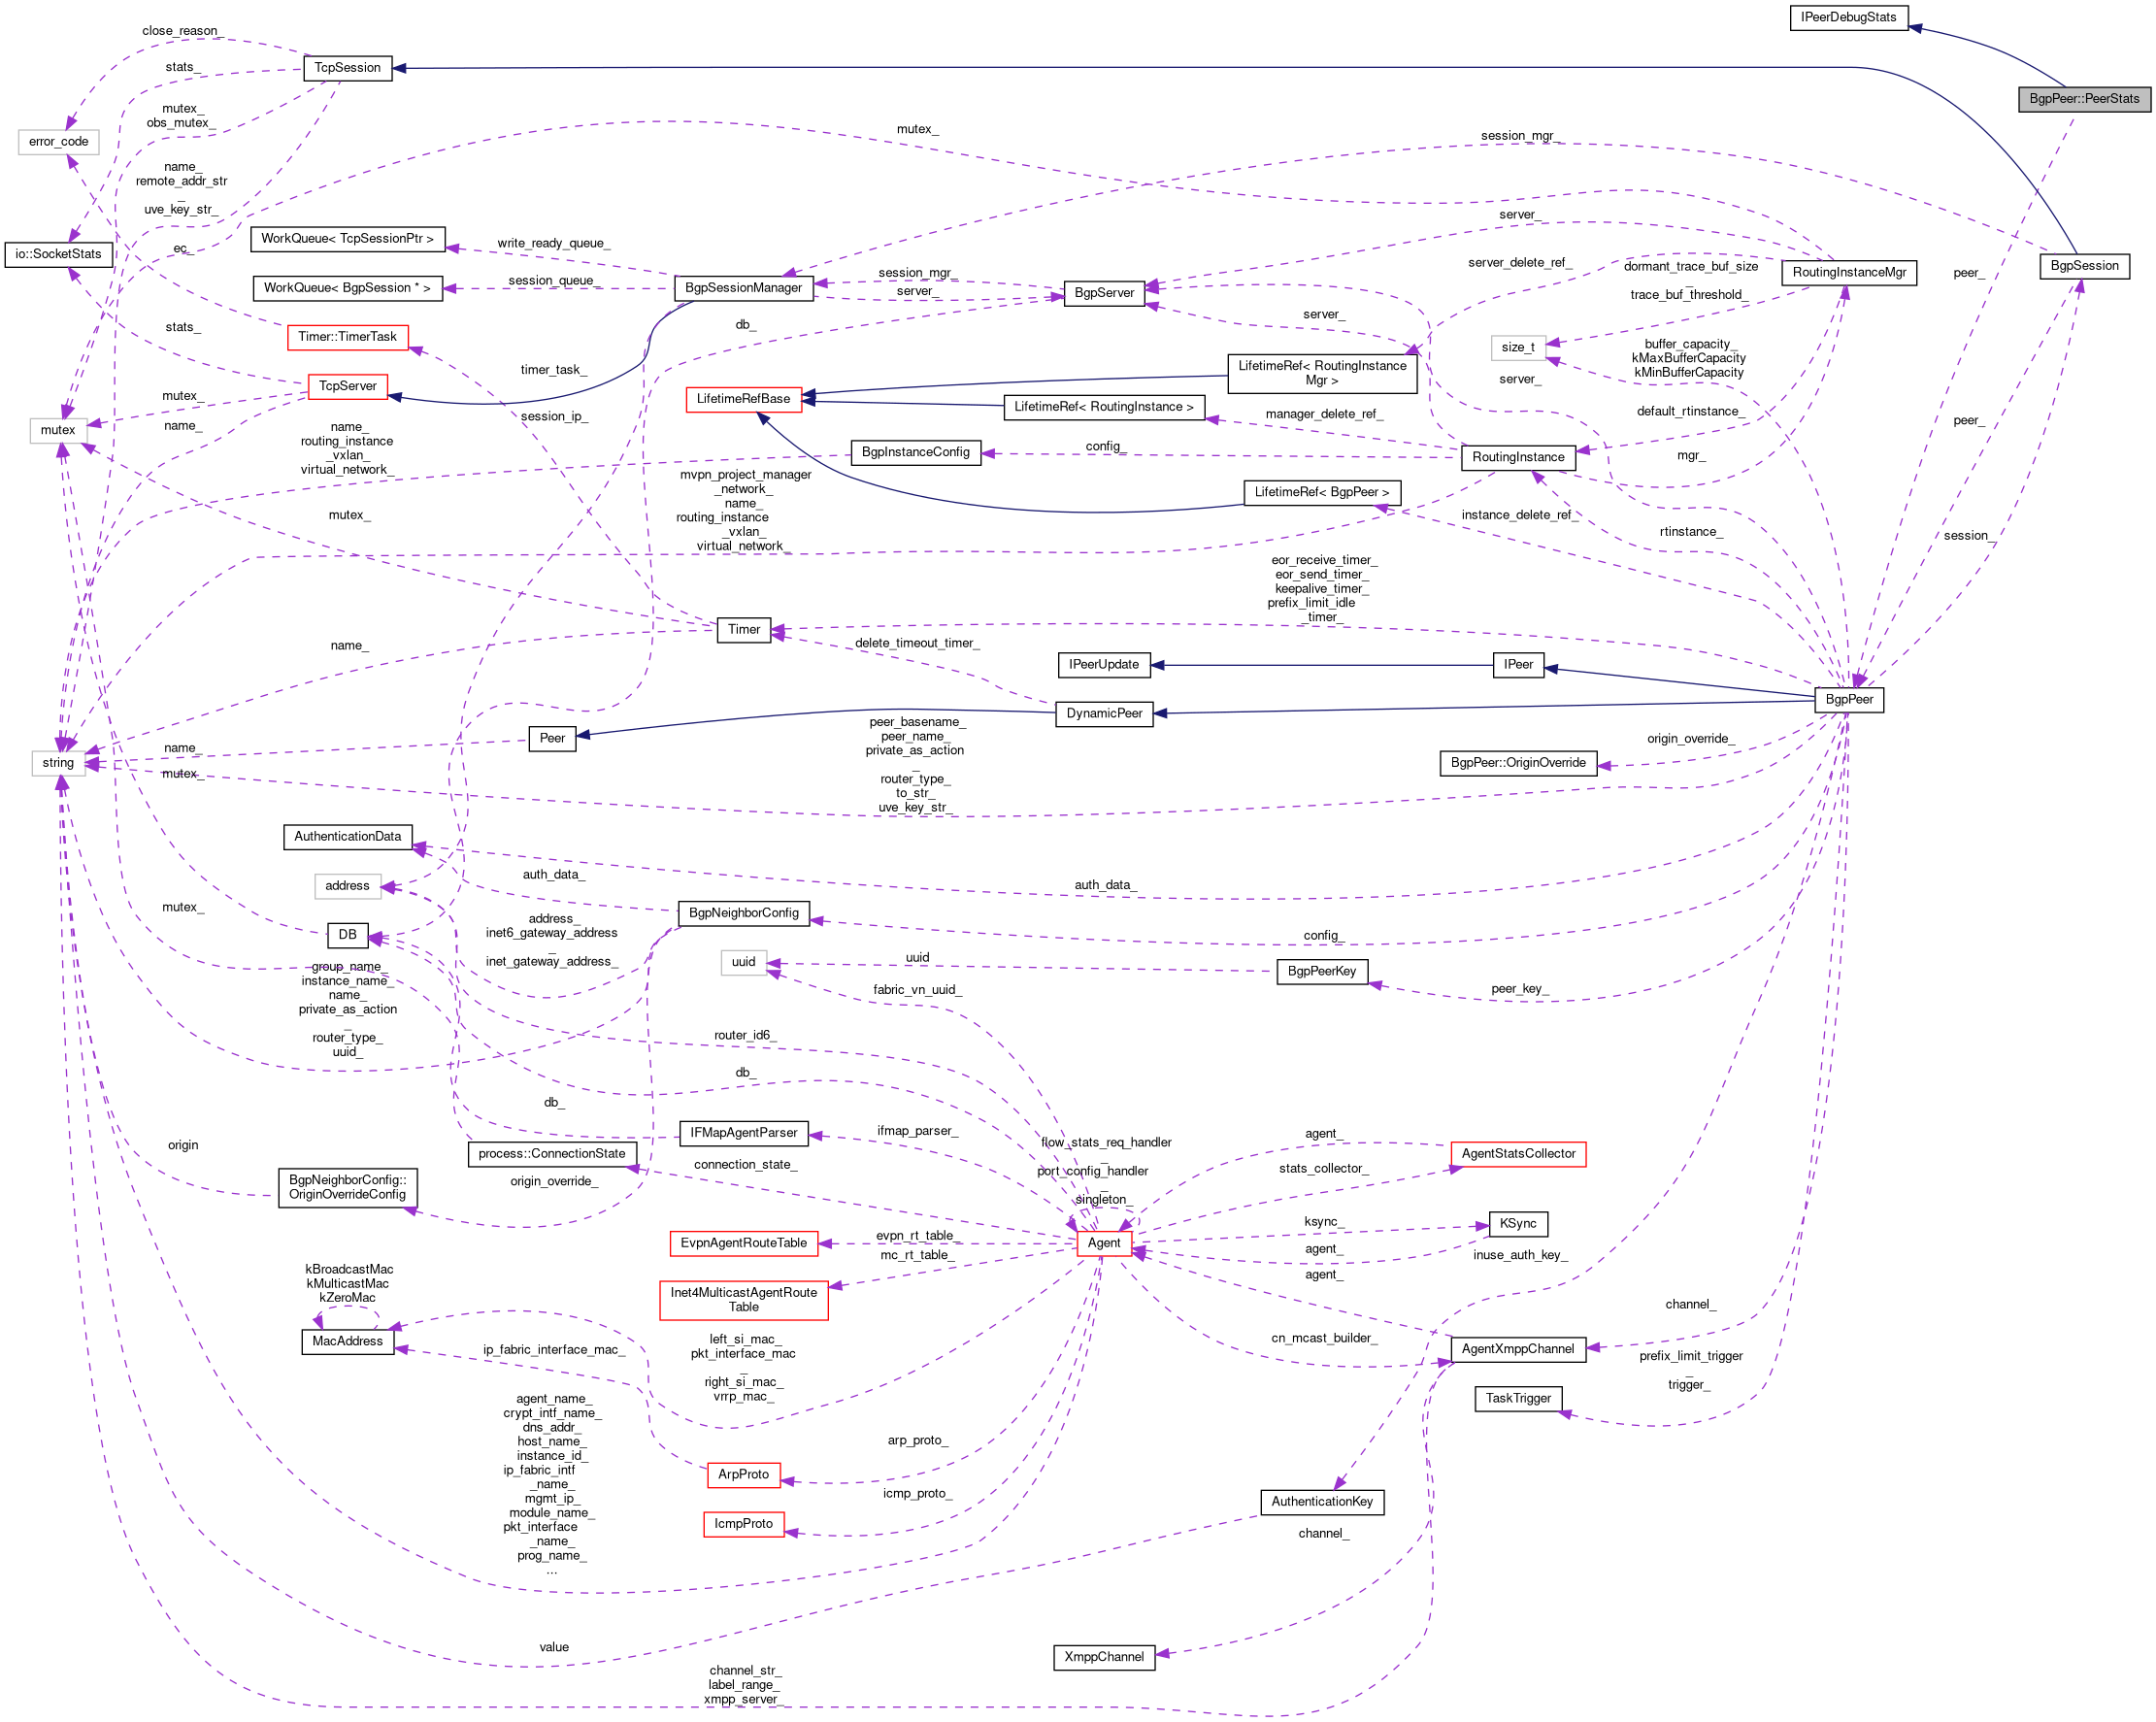 IPeerDebugStats
close_reason_
TcpSession
stats_
BgpPeer::PeerStats
mutex_
obs_mutex_
error_code
mutex_
session_mgr_
name_
remote_addr_str
_
uve_key_str_
server_
WorkQueue< TcpSessionPtr >
write_ready_queue_
io::SocketStats
ec_
server_delete_ref_
dormant_trace_buf_size
_
trace_buf_threshold_
RoutingInstanceMgr
peer_
BgpSession
WorkQueue< BgpSession * >
session_queue_
BgpSessionManager
session_mgr_
server_
BgpServer
stats_
Timer::TimerTask
db_
server_
size_t
buffer_capacity_
kMaxBufferCapacity
kMinBufferCapacity
timer_task_
TcpServer
LifetimeRef< RoutingInstance
Mgr >
server_
mutex_
LifetimeRefBase
LifetimeRef< RoutingInstance >
manager_delete_ref_
default_rtinstance_
peer_
mutex
name_
session_ip_
name_
routing_instance
_vxlan_
virtual_network_
BgpInstanceConfig
config_
RoutingInstance
mgr_
mvpn_project_manager
_network_
name_
routing_instance
_vxlan_
virtual_network_
LifetimeRef< BgpPeer >
mutex_
instance_delete_ref_
rtinstance_
session_
eor_receive_timer_
eor_send_timer_
keepalive_timer_
prefix_limit_idle
_timer_
Timer
name_
delete_timeout_timer_
IPeerUpdate
IPeer
BgpPeer
DynamicPeer
Peer
name_
string
mutex_
peer_basename_
peer_name_
private_as_action
_
router_type_
to_str_
uve_key_str_
origin_override_
BgpPeer::OriginOverride
AuthenticationData
address
auth_data_
auth_data_
mutex_
DB
address_
inet6_gateway_address
_
inet_gateway_address_
BgpNeighborConfig
config_
uuid
uuid
BgpPeerKey
group_name_
instance_name_
name_
private_as_action
_
router_type_
uuid_
fabric_vn_uuid_
peer_key_
router_id6_
db_
db_
IFMapAgentParser
ifmap_parser_
flow_stats_req_handler
_
port_config_handler
_
singleton_
agent_
AgentStatsCollector
origin
process::ConnectionState
connection_state_
stats_collector_
BgpNeighborConfig::
OriginOverrideConfig
origin_override_
ksync_
KSync
EvpnAgentRouteTable
evpn_rt_table_
Agent
agent_
inuse_auth_key_
mc_rt_table_
kBroadcastMac
kMulticastMac
kZeroMac
agent_
Inet4MulticastAgentRoute
Table
channel_
MacAddress
ip_fabric_interface_mac_
left_si_mac_
pkt_interface_mac
_
right_si_mac_
vrrp_mac_
cn_mcast_builder_
AgentXmppChannel
prefix_limit_trigger
_
trigger_
TaskTrigger
agent_name_
crypt_intf_name_
dns_addr_
host_name_
instance_id_
ip_fabric_intf
_name_
mgmt_ip_
module_name_
pkt_interface
_name_
prog_name_
...
arp_proto_
ArpProto
icmp_proto_
AuthenticationKey
IcmpProto
channel_
value
XmppChannel
channel_str_
label_range_
xmpp_server_